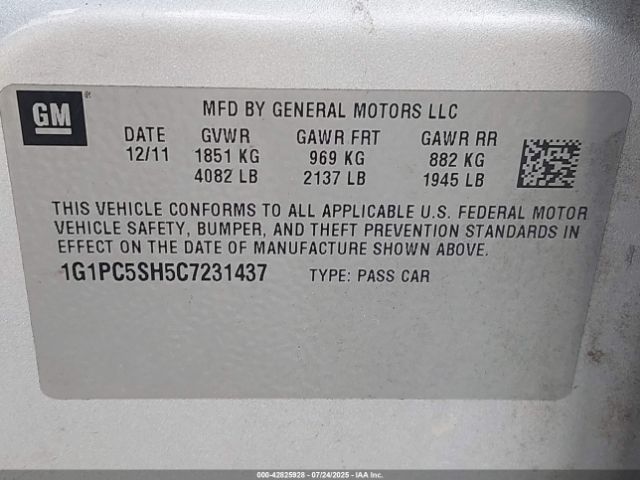 GM ®
MFD BY GENERAL MOTORS LLC
DATE GVWR GAWR FRT GAWR RR
12/11 1851 KG 969 KG 882 KG
4082 LB 2137 LB 1945 LB
THIS VEHICLE CONFORMS TO ALL APPLICABLE U.S. FEDERAL MOTOR
VEHICLE SAFETY, BUMPER, AND THEFT PREVENTION STANDARDS IN
EFFECT ON THE DATE OF MANUFACTURE SHOWN ABOVE.
1G1PC5SH5C7231437 TYPE: PASS CAR
000-42825928 - 07/24/2025 - IAAI.COM